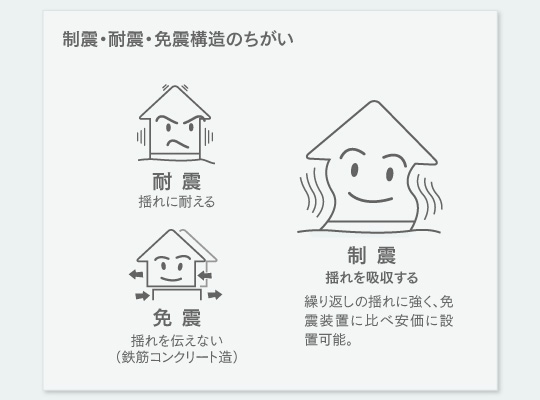 制震・耐震・免震構造のちがい
耐 震
揺れに耐える
免 震
揺れを伝えない
（鉄筋コンクリート造）
制 震
揺れを吸収する
繰り返しの揺れに強く、免
震装置に比べ安価に設
置可能。